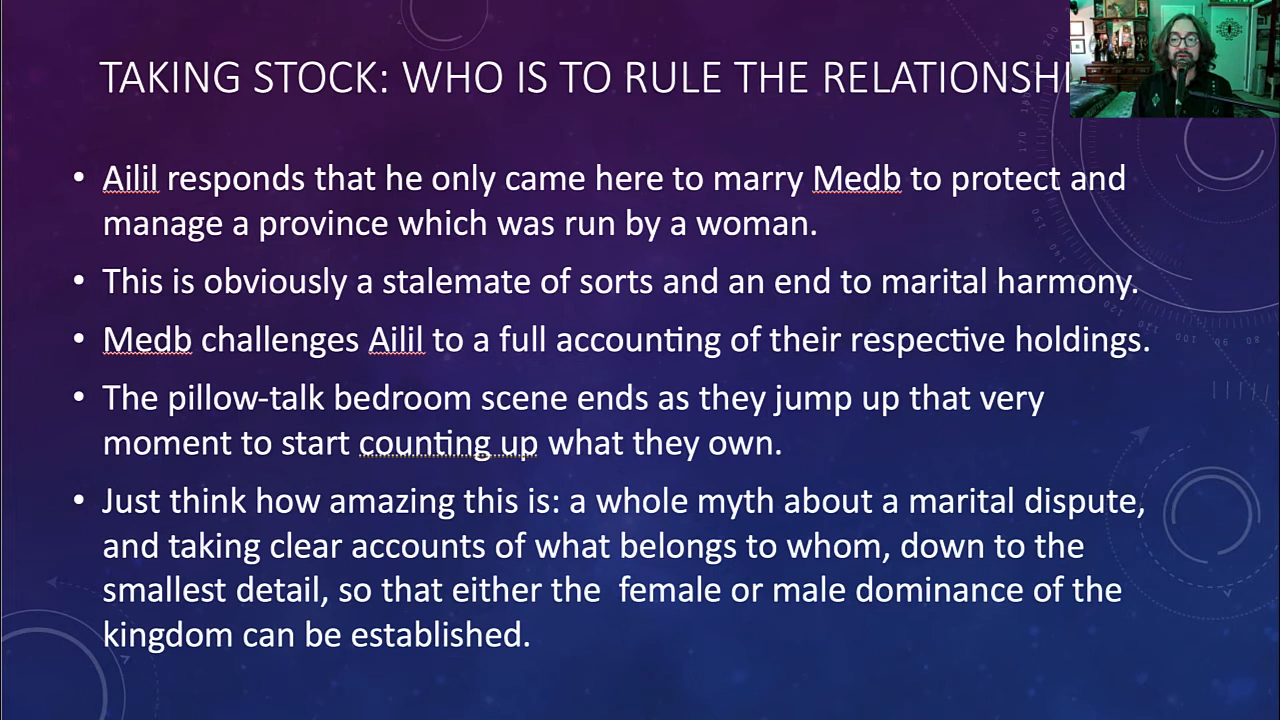 TAKING STOCK: WHO IS TO RULE THE RELATIONSHI
• Ailil responds that he only came here to marry Medb to protect and
manage a province which was run by a woman.
• This is obviously a stalemate of sorts and an end to marital harmony.
• Medb challenges Ailil to a full accounting of their respective holdings.
• The pillow-talk bedroom scene ends as they jump up that very
moment to start counting up what they own.
• Just think how amazing this is: a whole myth about a marital dispute,
and taking clear accounts of what belongs to whom, down to the
smallest detail, so that either the  female or male dominance of the
kingdom can be established.